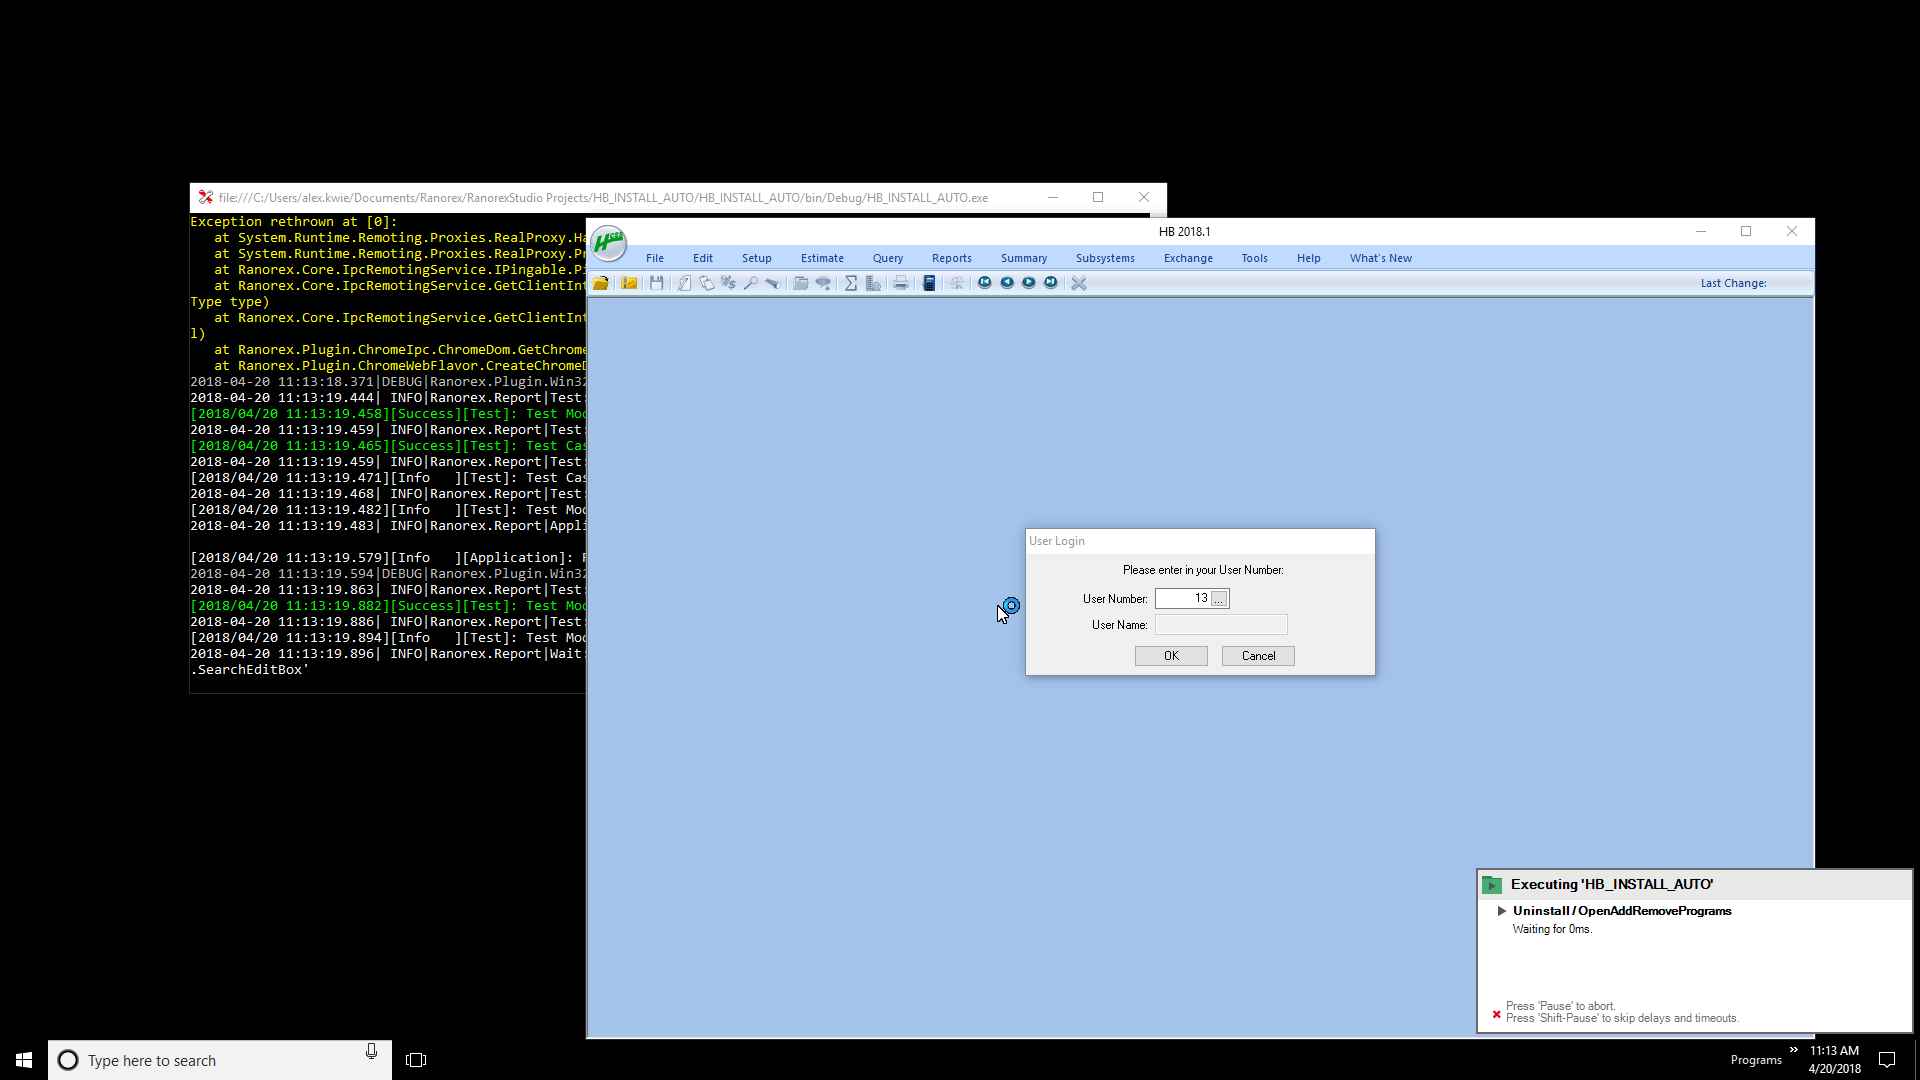 file:///C:/Users/alex.kwie/Documents/Ranorex/RanorexStudio Projects/HB_INSTALL_AUTO/HB_INSTALL_AUTO/bin/Debug/HB_INSTALL_AUTO.exe
Exception rethrown at [0]:
at System.Runtime.Remoting.Proxies.RealProxy.Ha
at System.Runtime.Remoting.Proxies.RealProxy.Pr
at Ranorex.Core.IpcRemotingService.IPingable.Pi
at Ranorex.Core.IpcRemotingService.GetClientInt
Type type)
at Ranorex.Core.IpcRemotingService.GetClientInt
l)
at Ranorex.Plugin.ChromeIpc.ChromeDom.GetChrome
at Ranorex.Plugin.ChromeWebFlavor.CreateChromeD
2018-04-20 11:13:18.371|DEBUG|Ranorex.Plugin.Win32
2018-04-20 11:13:19.444| INFO|Ranorex.Report|Test:
[2018/04/20 11:13:19.458][Success][Test]: Test Mod
2018-04-20 11:13:19.459| INFO|Ranorex.Report|Test:
[2018/04/20 11:13:19.465][Success][Test]: Test Cas
2018-04-20 11:13:19.459| INFO|Ranorex.Report|Test:
[2018/04/20 11:13:19.471][Info   ][Test]: Test Cas
2018-04-20 11:13:19.468| INFO|Ranorex.Report|Test:
[2018/04/20 11:13:19.482][Info   ][Test]: Test Mod
2018-04-20 11:13:19.483| INFO|Ranorex.Report|Appli
[2018/04/20 11:13:19.579][Info   ][Application]: 
2018-04-20 11:13:19.594|DEBUG|Ranorex.Plugin.Win32
2018-04-20 11:13:19.863| INFO|Ranorex.Report|Test:
[2018/04/20 11:13:19.882][Success][Test]: Test Mod
2018-04-20 11:13:19.886| INFO|Ranorex.Report|Test:
[2018/04/20 11:13:19.894][Info   ][Test]: Test Mod
2018-04-20 11:13:19.896| INFO|Ranorex.Report|Wait:
.SearchEditBox'
HB 2018.1
File Edit Setup Estimate Query Reports Summary Subsystems Exchange Tools Help What's New
Last Change:
User Login
Please enter in your User Number:
User Number: 13 ...
User Name:
OK Cancel
Executing 'HB_INSTALL_AUTO'
Uninstall / OpenAddRemovePrograms
Waiting for 0ms.
Press 'Pause' to abort.
Press 'Shift-Pause' to skip delays and timeouts.
Type here to search
Programs
11:13 AM
4/20/2018